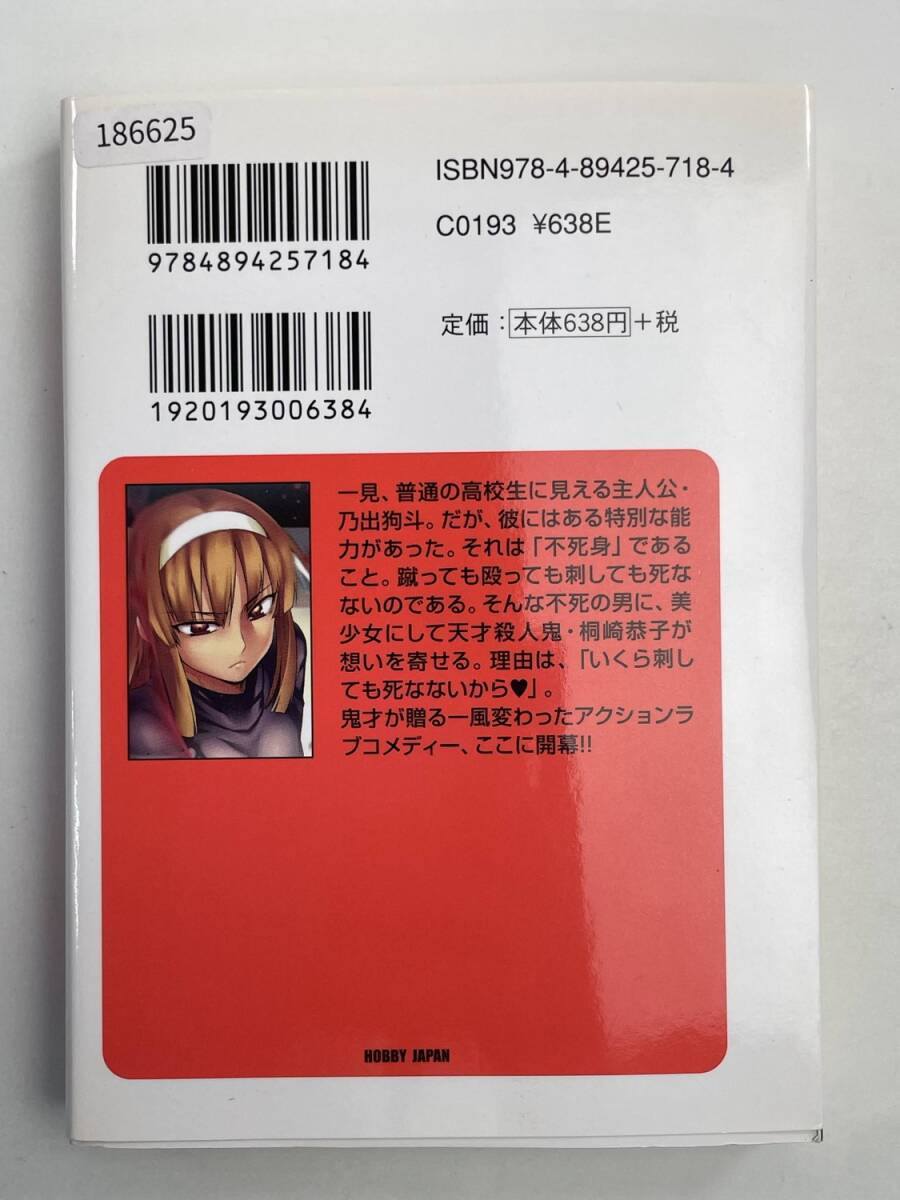 186625
ISBN978-4-89425-718-4
C0193 ¥638E
9784894257184
定価：本体638円+税
1920193006384
一見、普通の高校生に見える主人公・
乃出狗斗。だが、彼にはある特別な能
力があった。それは「不死身」である
こと。蹴っても殴っても刺しても死な
ないのである。そんな不死の男に、美
少女にして天才殺人鬼・桐崎恭子が
想いを寄せる。理由は、「いくら刺し
ても死なないから♥」。
鬼才が贈る一風変わったアクションラ
ブコメディー、ここに開幕!!
HOBBY JAPAN